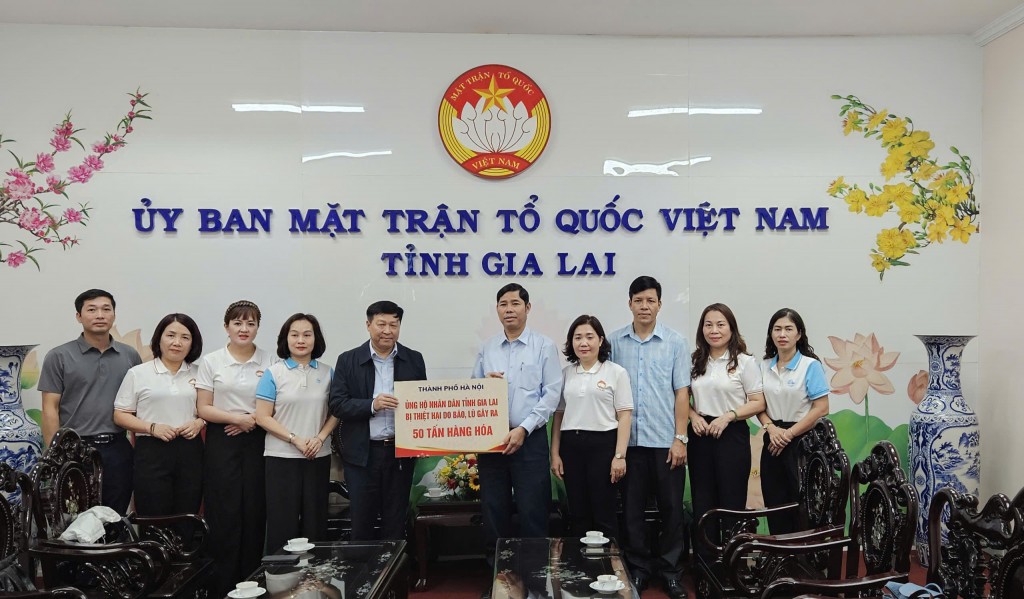 MẶT TRẬN TỔ QUỐC
VIỆT NAM
ỦY BAN MẶT TRẬN TỔ QUỐC VIỆT NAM
TỈNH GIA LAI
THÀNH PHỐ HÀ NỘI
ỦNG HỘ NHÂN DÂN TỈNH GIA LAI
BỊ THIỆT HẠI DO BÃO, LŨ GÂY RA
50 TẤN HÀNG HÓA